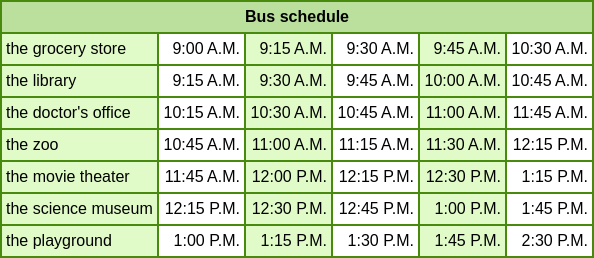 Bus schedule
the grocery store 9:00 A.M. 9:15 A.M. 9:30 A.M. 9:45 A.M. 10:30 A.M.
the library 9:15 A.M. 9:30 A.M. 9:45 A.M. 10:00 A.M. 10:45 A.M.
the doctor's office 10:15 A.M. 10:30 A.M. 10:45 A.M. 11:00 A.M. 11:45 A.M.
the zoo 10:45 A.M. 11:00 A.M. 11:15 A.M. 11:30 A.M. 12:15 P.M.
the movie theater 11:45 A.M. 12:00 P.M. 12:15 P.M. 12:30 P.M. 1:15 P.M.
the science museum 12:15 P.M. 12:30 P.M. 12:45 P.M. 1:00 P.M. 1:45 P.M.
the playground 1:00 P.M. 1:15 P.M. 1:30 P.M. 1:45 P.M. 2:30 P.M.